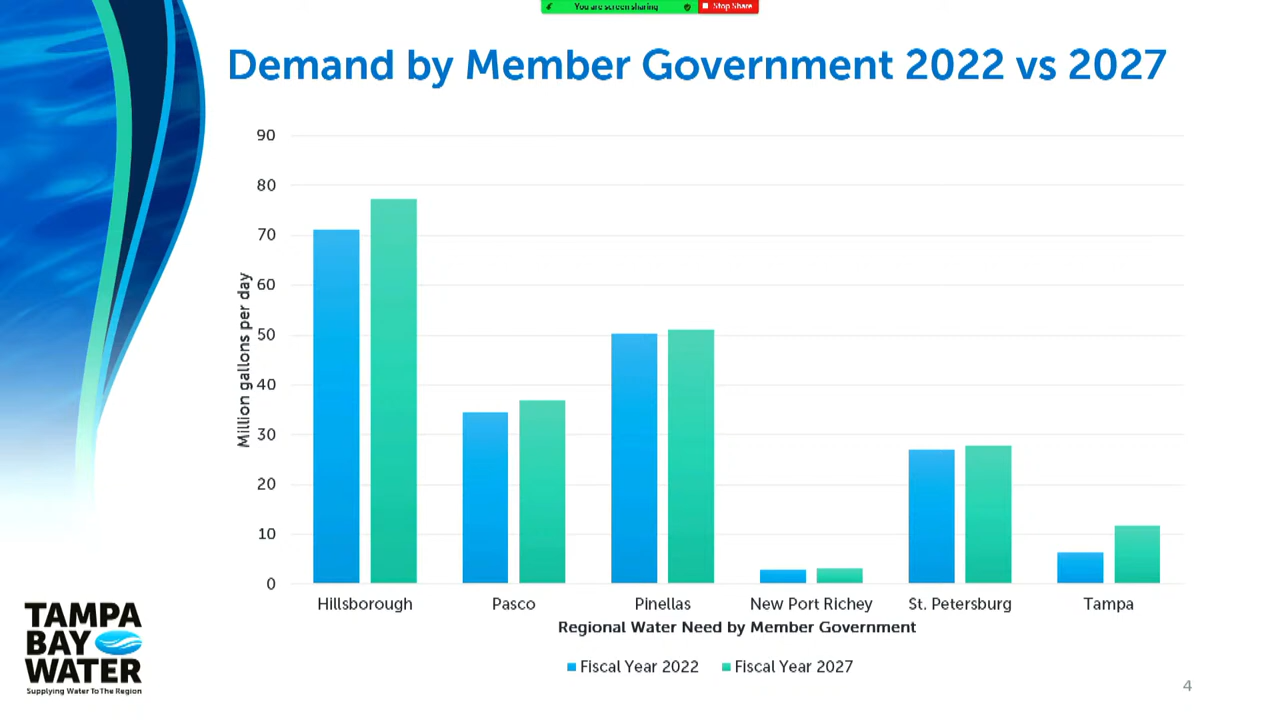 You are screen sharing Stop Share
Demand by Member Government 2022 vs 2027
90
80
70
60
50
40
30
20
10
0
Million gallons per day
Hillsborough Pasco Pinellas New Port Richey St. Petersburg Tampa
Regional Water Need by Member Government
Fiscal Year 2022 Fiscal Year 2027
TAMPA
BAY
WATER
Supplying Water To The Region
4